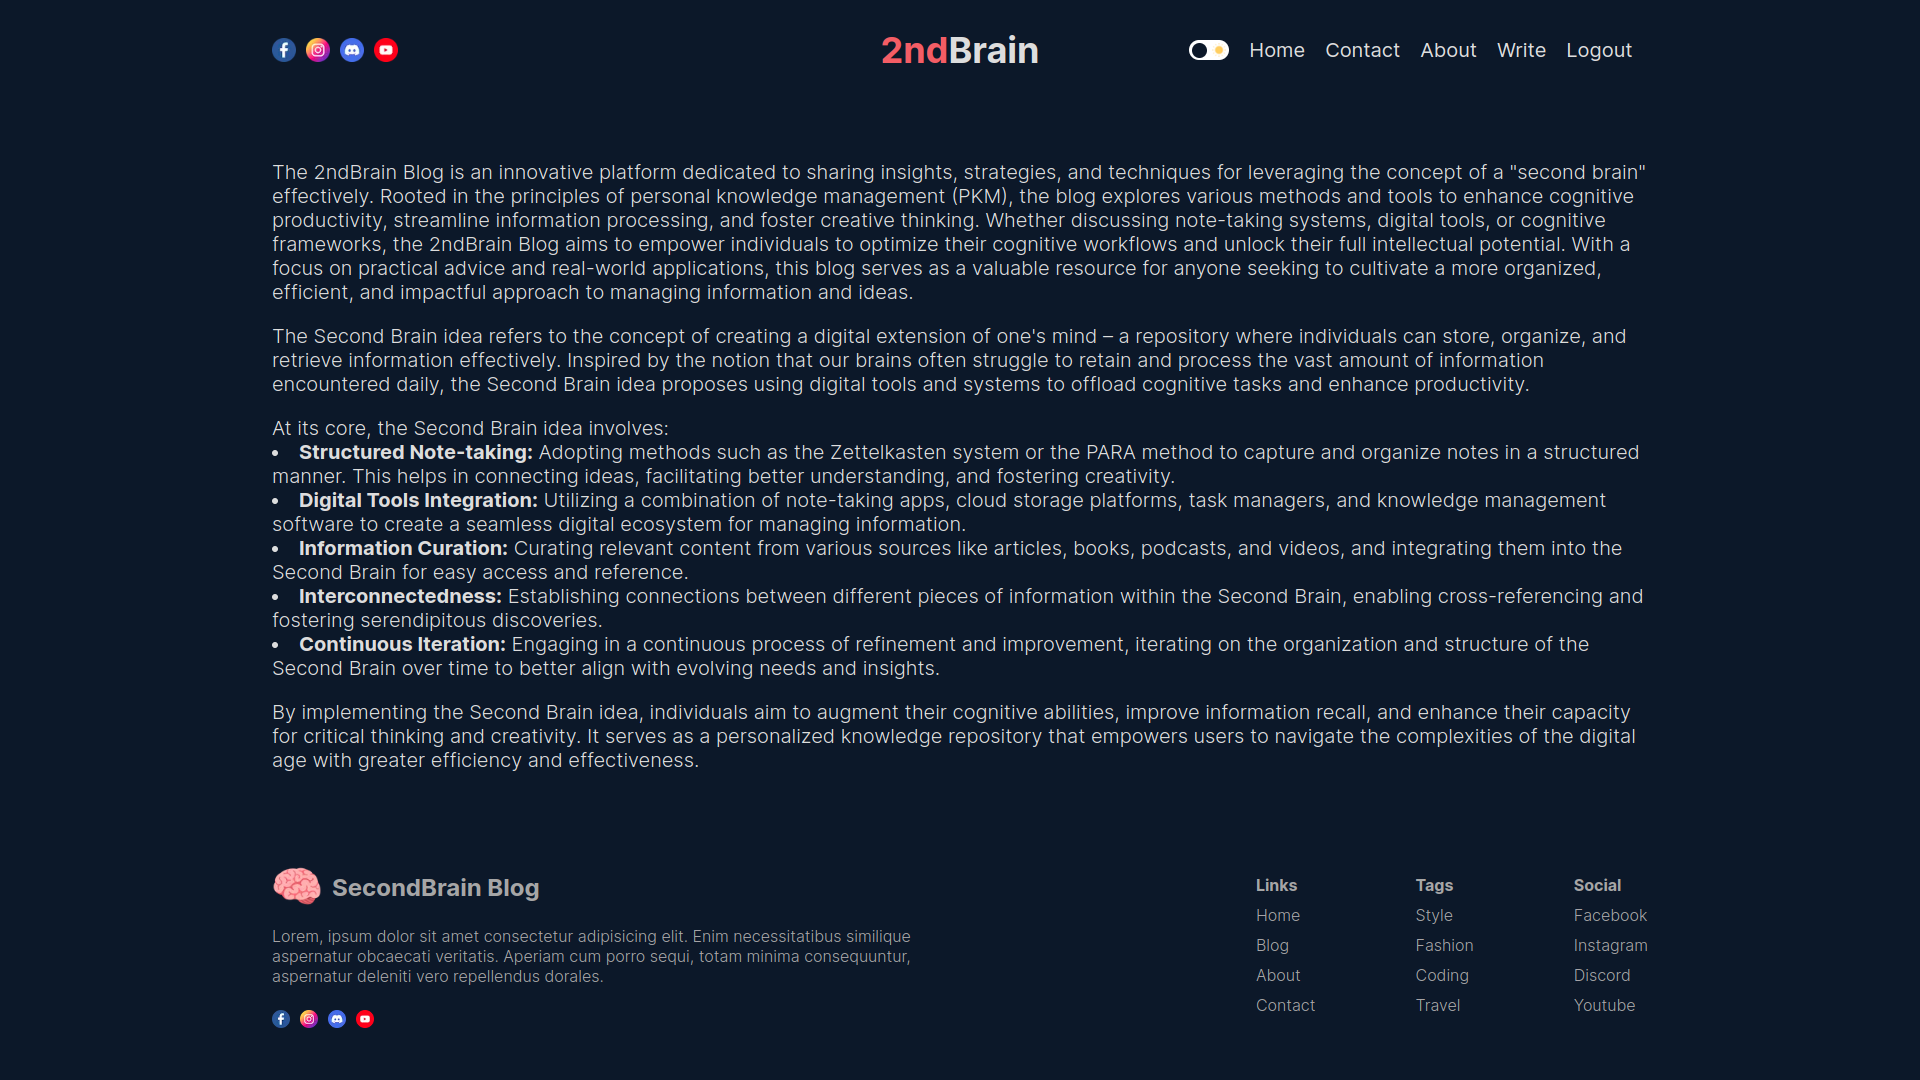 2ndBrain
Home Contact About Write Logout
The 2ndBrain Blog is an innovative platform dedicated to sharing insights, strategies, and techniques for leveraging the concept of a "second brain"
effectively. Rooted in the principles of personal knowledge management (PKM), the blog explores various methods and tools to enhance cognitive
productivity, streamline information processing, and foster creative thinking. Whether discussing note-taking systems, digital tools, or cognitive
frameworks, the 2ndBrain Blog aims to empower individuals to optimize their cognitive workflows and unlock their full intellectual potential. With a
focus on practical advice and real-world applications, this blog serves as a valuable resource for anyone seeking to cultivate a more organized,
efficient, and impactful approach to managing information and ideas.
The Second Brain idea refers to the concept of creating a digital extension of one's mind – a repository where individuals can store, organize, and
retrieve information effectively. Inspired by the notion that our brains often struggle to retain and process the vast amount of information
encountered daily, the Second Brain idea proposes using digital tools and systems to offload cognitive tasks and enhance productivity.
At its core, the Second Brain idea involves:
• Structured Note-taking: Adopting methods such as the Zettelkasten system or the PARA method to capture and organize notes in a structured
manner. This helps in connecting ideas, facilitating better understanding, and fostering creativity.
• Digital Tools Integration: Utilizing a combination of note-taking apps, cloud storage platforms, task managers, and knowledge management
software to create a seamless digital ecosystem for managing information.
• Information Curation: Curating relevant content from various sources like articles, books, podcasts, and videos, and integrating them into the
Second Brain for easy access and reference.
• Interconnectedness: Establishing connections between different pieces of information within the Second Brain, enabling cross-referencing and
fostering serendipitous discoveries.
• Continuous Iteration: Engaging in a continuous process of refinement and improvement, iterating on the organization and structure of the
Second Brain over time to better align with evolving needs and insights.
By implementing the Second Brain idea, individuals aim to augment their cognitive abilities, improve information recall, and enhance their capacity
for critical thinking and creativity. It serves as a personalized knowledge repository that empowers users to navigate the complexities of the digital
age with greater efficiency and effectiveness.
SecondBrain Blog
Lorem, ipsum dolor sit amet consectetur adipisicing elit. Enim necessitatibus similique
aspernatur obcaecati veritatis. Aperiam cum porro sequi, totam minima consequuntur,
aspernatur deleniti vero repellendus dorales.
Links
Home
Blog
About
Contact
Tags
Style
Fashion
Coding
Travel
Social
Facebook
Instagram
Discord
Youtube